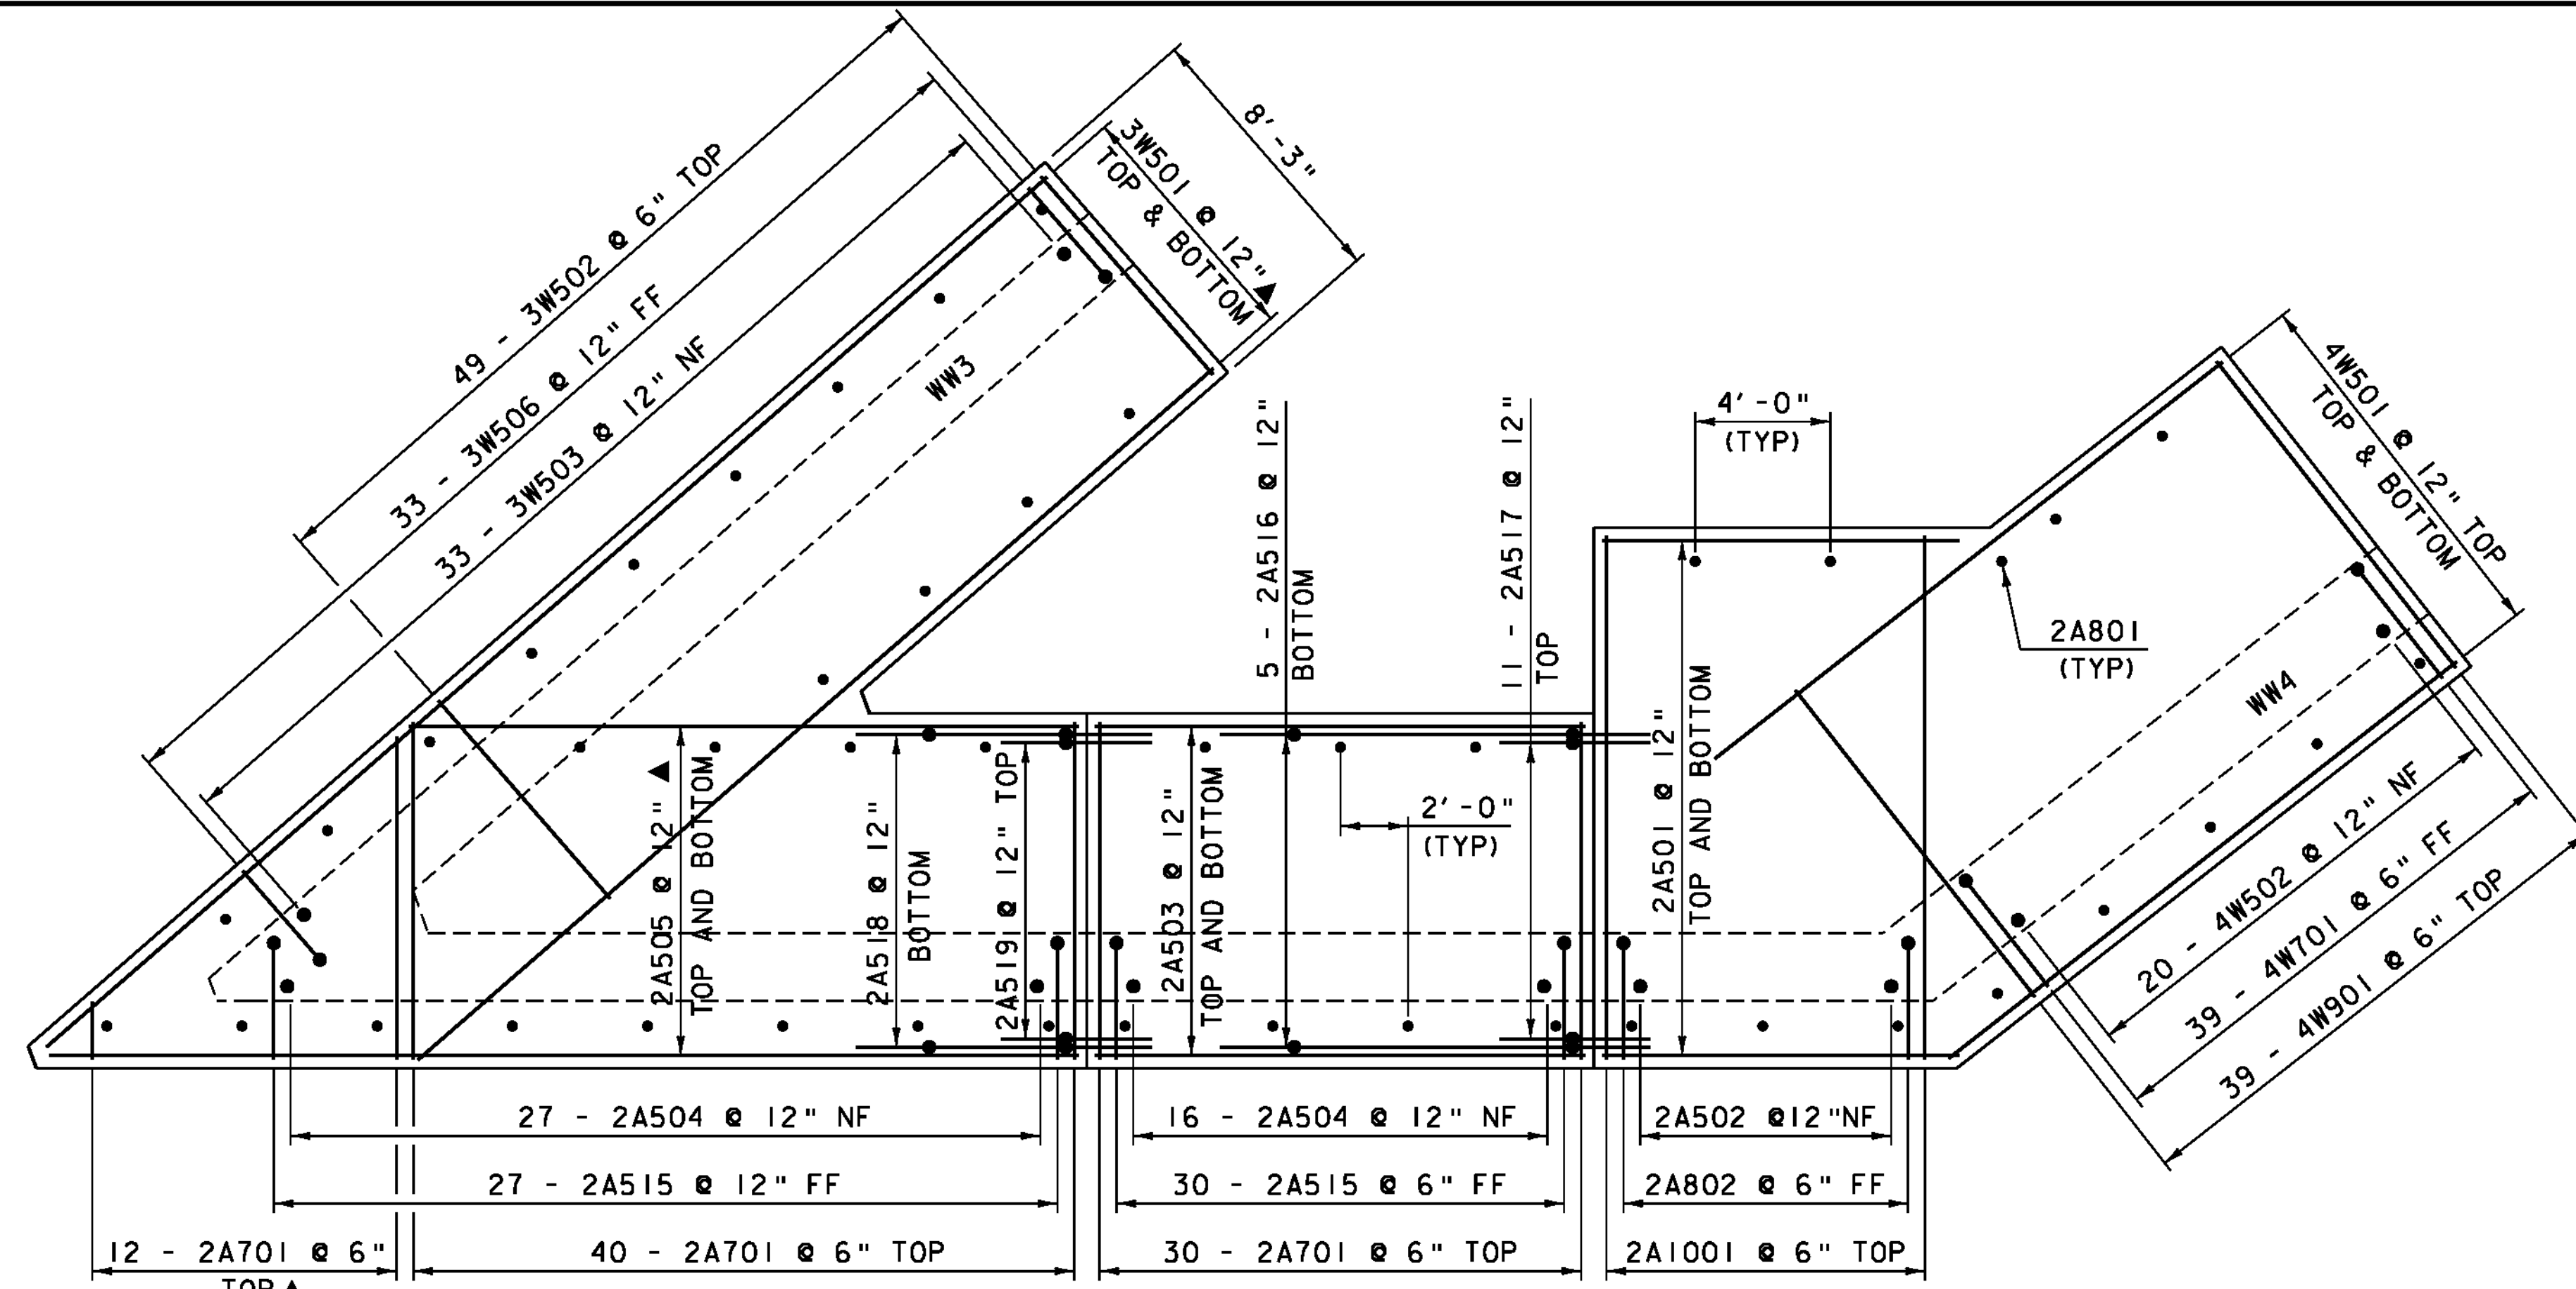 49 - 3W502 @ 6" TOP
33 - 3W506 @ 12" FF
33 - 3W503 @ 12" NF
8'-3"
3W501 @ 12" ▲
TOP & BOTTOM
WW3
5 - 2A516 @ 12"
BOTTOM
11 - 2A517 @ 12"
TOP
4'-0"
(TYP)
4W501 @ 12" TOP
TOP & BOTTOM
2A801
(TYP)
WW4
2A505 @ 12" ▲
TOP AND BOTTOM
2A518 @ 12"
BOTTOM
2A519 @ 12" TOP
2A503 @ 12"
TOP AND BOTTOM
2'-0"
(TYP)
2A501 @ 12"
TOP AND BOTTOM
20 - 4W502 @ 12" NF
39 - 4W701 @ 6" FF
39 - 4W901 @ 6" TOP
27 - 2A504 @ 12" NF
16 - 2A504 @ 12" NF
2A502 @12"NF
27 - 2A515 @ 12" FF
30 - 2A515 @ 6" FF
2A802 @ 6" FF
12 - 2A701 @ 6"
TOP ▲
40 - 2A701 @ 6" TOP
30 - 2A701 @ 6" TOP
2A1001 @ 6" TOP